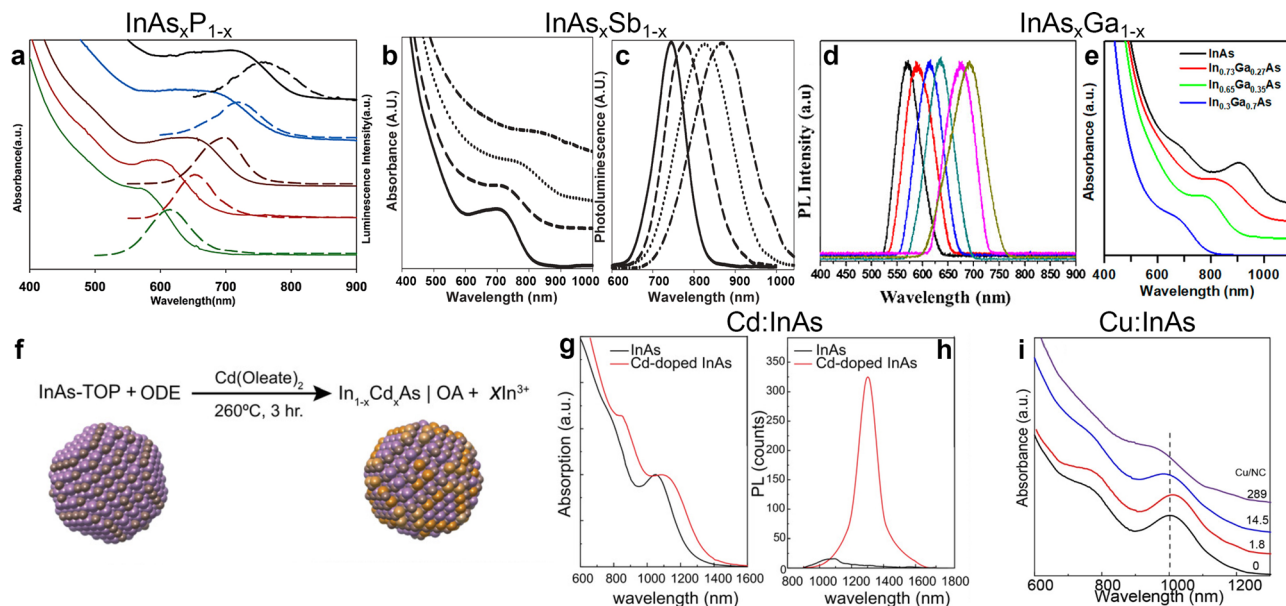 InAsxP1-x
InAsxSb1-x
InAsxGa1-x
a
Absorbance(a.u.)
Luminescence Intensity(a.u.)
400 500 600 700 800 900
Wavelength(nm)
b
Absorbance (A.U.)
400 500 600 700 800 900 1000
Wavelength (nm)
c
Photoluminescence (A.U.)
600 700 800 900 1000
Wavelength (nm)
d
PL Intensity (a.u)
400 450 500 550 600 650 700 750 800 850 900
Wavelength (nm)
e
InAs
In0.73Ga0.27As
In0.65Ga0.35As
In0.3Ga0.7As
Absorbance (a.u.)
400 600 800 1000
Wavelength (nm)
f
InAs-TOP + ODE
Cd(Oleate)2
260ºC, 3 hr.
In1-xCdxAs | OA + XIn3+
Cd:InAs
g
InAs
Cd-doped InAs
Absorption (a.u.)
600 800 1000 1200 1400 1600
wavelength (nm)
h
InAs
Cd-doped InAs
PL (counts)
350
300
250
200
150
100
50
0
800 1000 1200 1400 1600 1800
wavelength (nm)
Cu:InAs
i
Absorbance (a.u.)
Cu/NC
289
14.5
1.8
0
600 800 1000 1200
Wavelength (nm)